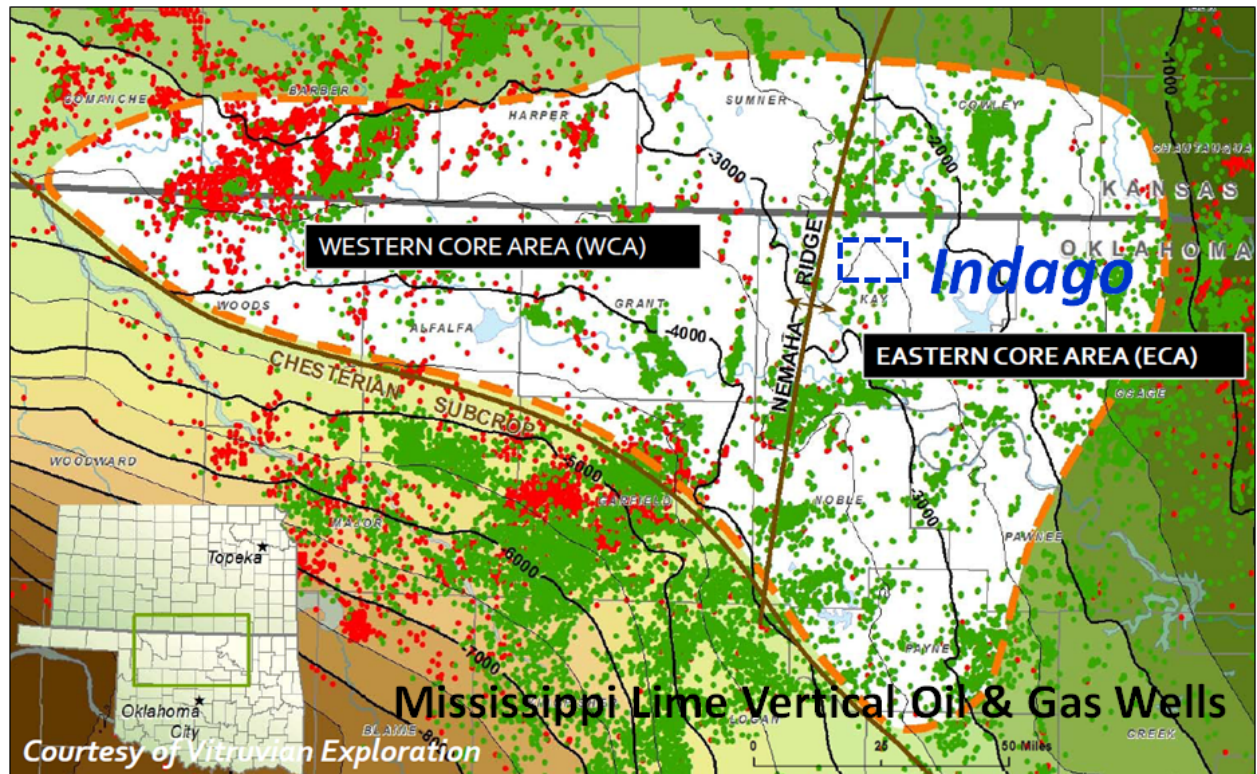 COMANCHE
BARBER
HARPER
SUMNER
COWLEY
-1000
CHAUTAUQUA
-3000
-2000
KANSAS
OKLAHOMA
WESTERN CORE AREA (WCA)
NEMAHA RIDGE
Indago
KAY
WOODS
GRANT
ALFALFA
-4000
EASTERN CORE AREA (ECA)
CHESTERIAN SUBCROP
OSAGE
WOODWARD
-5000
GARFIELD
NOBLE
-3000
MAJOR
PAWNEE
-6000
Topeka
-7000
PAYNE
Mississippi Lime Vertical Oil & Gas Wells
Oklahoma
City
BLAINE
LOGAN
CREEK
0 25 50 Miles
Courtesy of Vitruvian Exploration